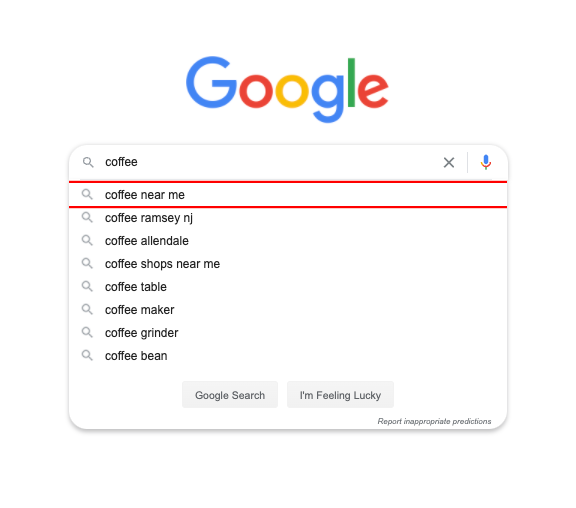 Google
coffee
coffee near me
coffee ramsey nj
coffee allendale
coffee shops near me
coffee table
coffee maker
coffee grinder
coffee bean
Google Search I'm Feeling Lucky
Report inappropriate predictions